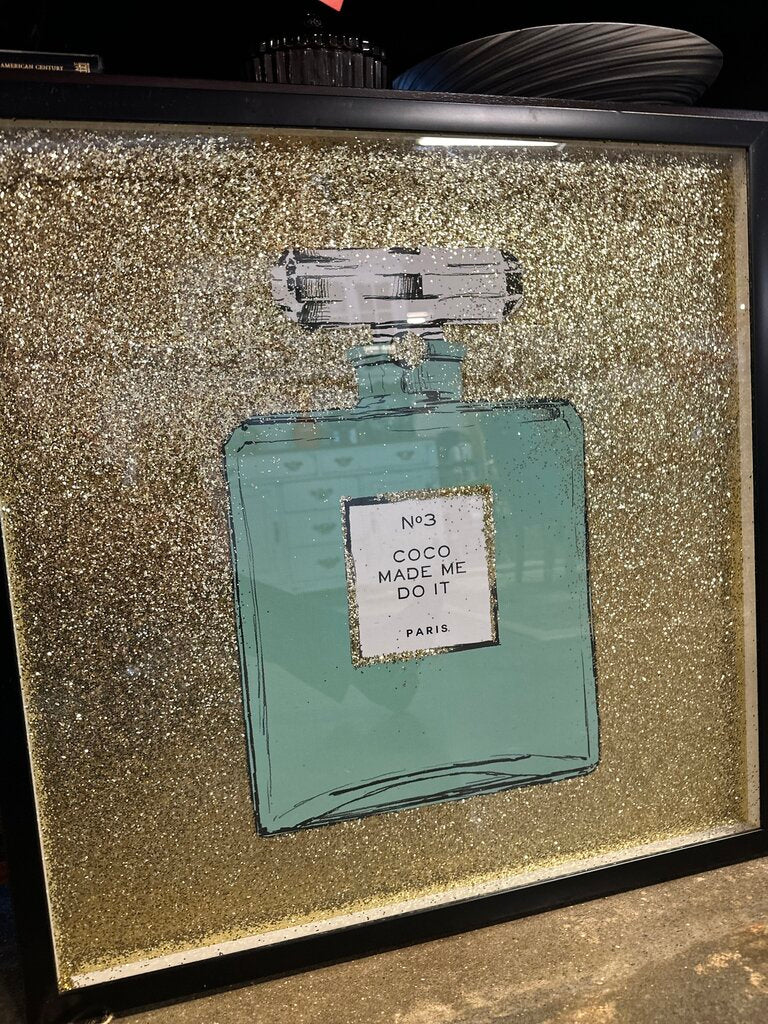 AMERICAN CENTURY
Nº3
COCO
MADE ME
DO IT
PARIS